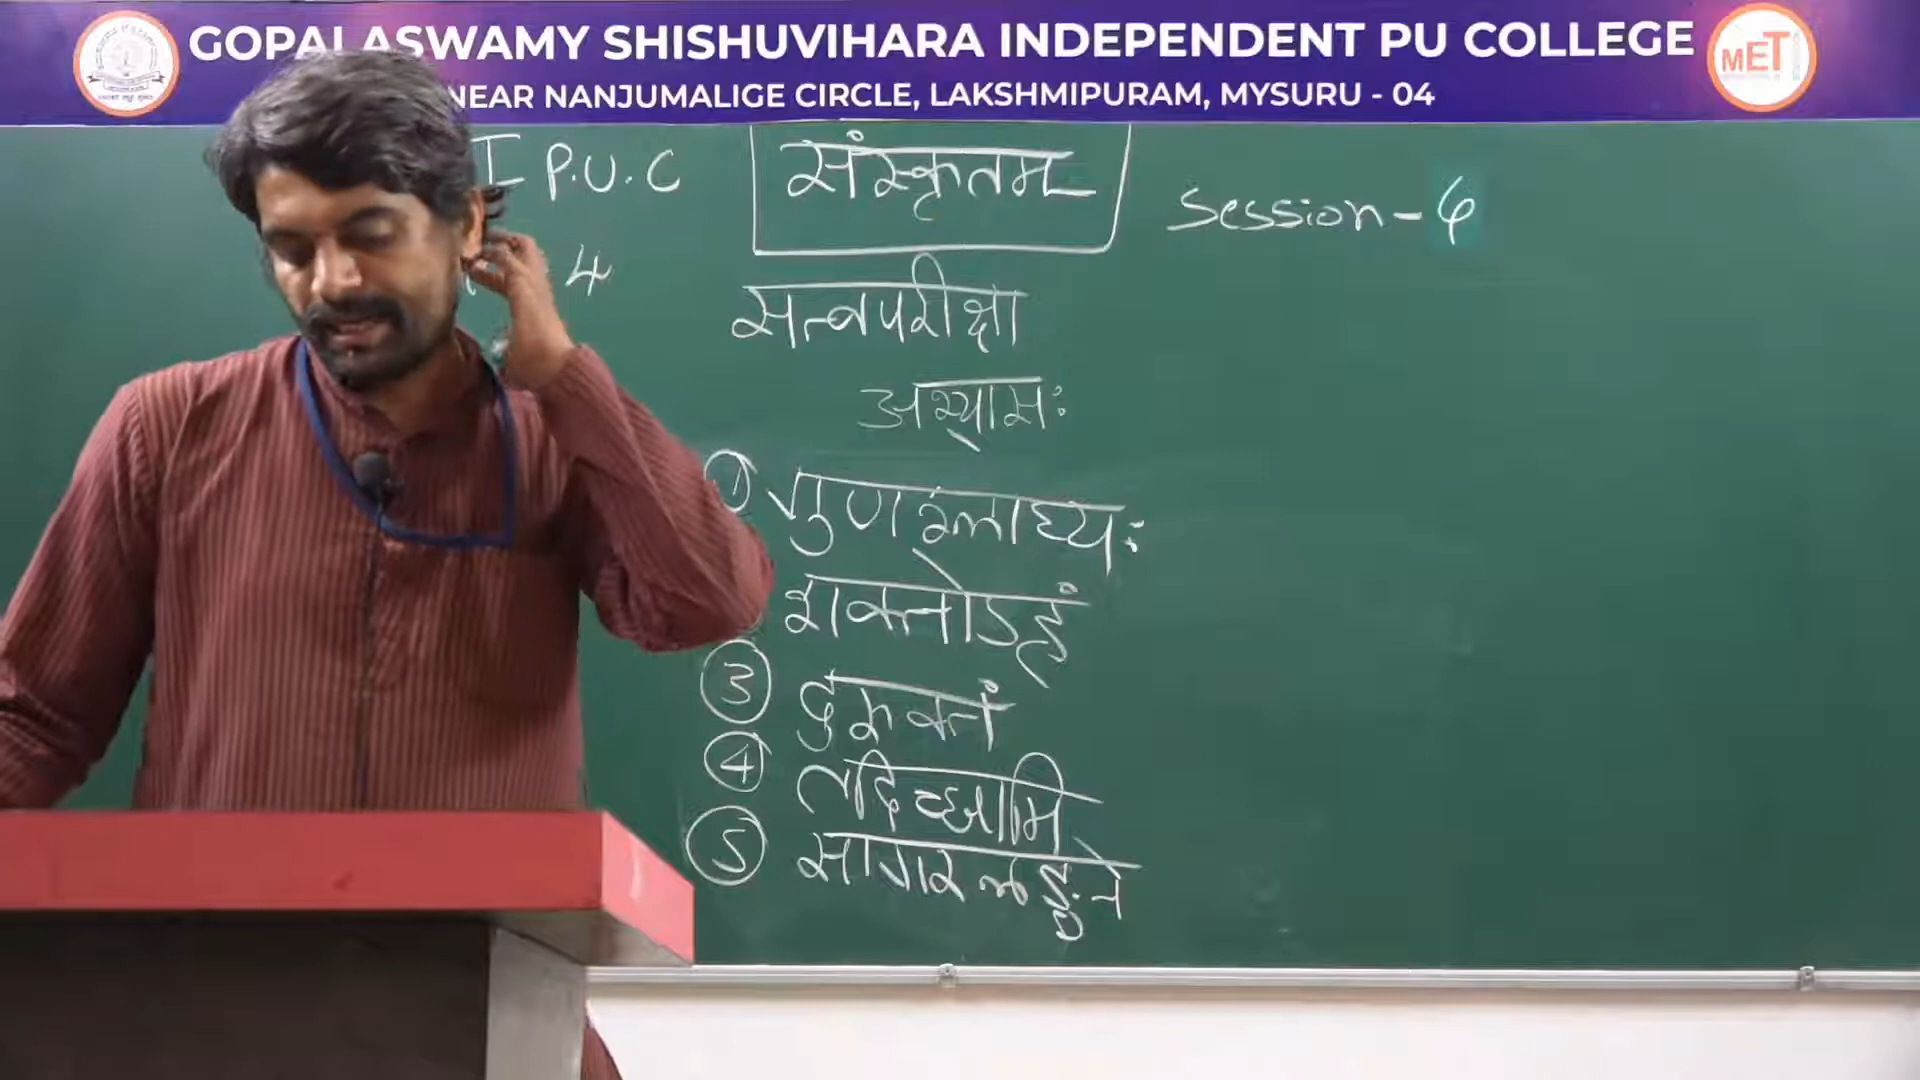 GOPALASWAMY SHISHUVIHARA INDEPENDENT PU COLLEGE
NEAR NANJUMALIGE CIRCLE, LAKSHMIPURAM, MYSURU - 04
MET
I P.U.C
संस्कृतम्
Session - 6
4
सत्वपरीक्षा
अभ्यासः
① गुणश्लाघ्यः
शक्तोऽहं
③ दुरुक्तं
④ तदिच्छामि
⑤ सागरलङ्घने